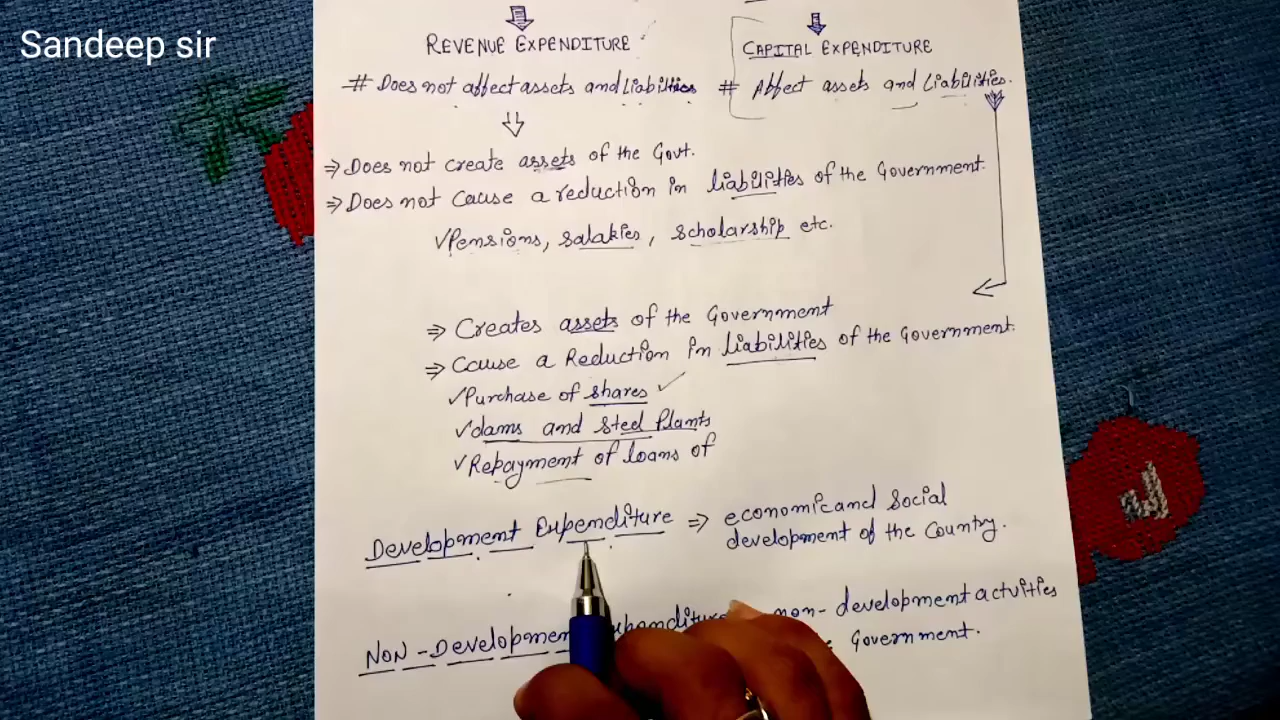 Sandeep sir
REVENUE EXPENDITURE
CAPITAL EXPENDITURE
# Does not affect assets and liabilities
# Affect assets and liabilities.
⇒ Does not create assets of the Govt.
⇒ Does not cause a reduction in liabilities of the Government.
✓Pensions, salaries, scholarship etc.
⇒ Creates assets of the Government
⇒ Cause a Reduction in liabilities of the Government.
✓Purchase of shares ✓
✓dams and steel Plants
✓Repayment of loans of
Development Expenditure ⇒ economic and social
development of the Country.
NON-Development non-development actvities
Government.